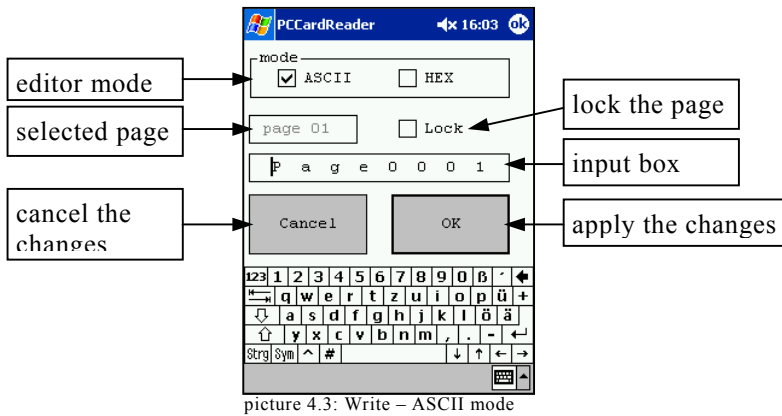 PCCardReader 16:03 ok
mode
ASCII HEX
editor mode
lock the page
selected page
page 01 Lock
input box
P a g e 0 0 0 1
cancel the
changes
Cancel OK
apply the changes
123 1 2 3 4 5 6 7 8 9 0 ß ´
q w e r t z u i o p ü +
a s d f g h j k l ö ä
y x c v b n m , . -
Strg Sym ^ #
picture 4.3: Write – ASCII mode